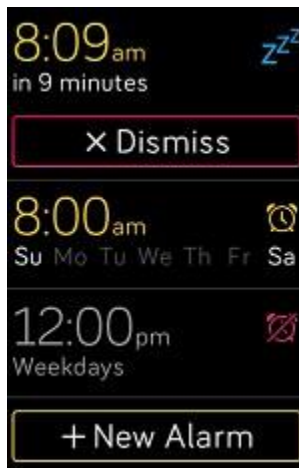 8:09am
zzz
in 9 minutes
× Dismiss
8:00am
Su Mo Tu We Th Fr Sa
12:00pm
Weekdays
+ New Alarm